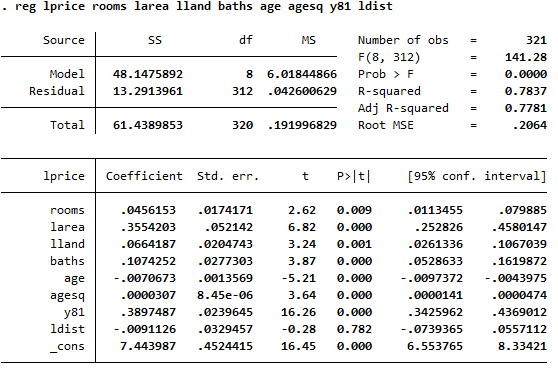 . reg lprice rooms larea lland baths age agesq y81 ldist
Source SS df MS Number of obs = 321
F(8, 312) = 141.28
Model 48.1475892 8 6.01844866 Prob > F = 0.0000
Residual 13.2913961 312 .042600629 R-squared = 0.7837
Adj R-squared = 0.7781
Total 61.4389853 320 .191996829 Root MSE = .2064
lprice Coefficient Std. err. t P>|t| [95% conf. interval]
rooms .0456153 .0174171 2.62 0.009 .0113455 .079885
larea .3554203 .052142 6.82 0.000 .252826 .4580147
lland .0664187 .0204743 3.24 0.001 .0261336 .1067039
baths .1074252 .0277303 3.87 0.000 .0528633 .1619872
age -.0070673 .0013569 -5.21 0.000 -.0097372 -.0043975
agesq .0000307 8.45e-06 3.64 0.000 .0000141 .0000474
y81 .3897487 .0239645 16.26 0.000 .3425962 .4369012
ldist -.0091126 .0329457 -0.28 0.782 -.0739365 .0557112
_cons 7.443987 .4524415 16.45 0.000 6.553765 8.33421